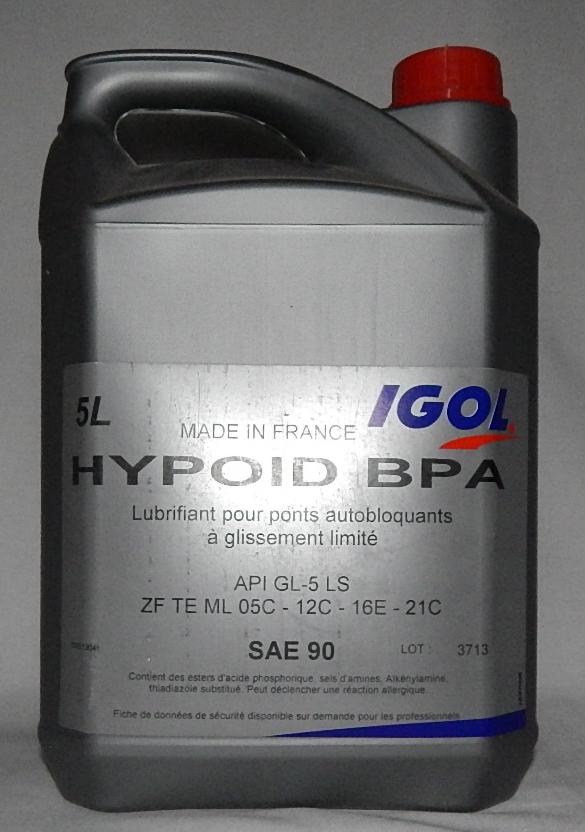 5L
IGOL
MADE IN FRANCE
HYPOID BPA
Lubrifiant pour ponts autobloquants
à glissement limité
API GL-5 LS
ZF TE ML 05C - 12C - 16E - 21C
SAE 90
LOT : 3713
Contient des esters d'acide phosphorique, sels d'amines, Alkénylamine,
thiadiazole substitué. Peut déclencher une réaction allergique.
Fiche de données de sécurité disponible sur demande pour les professionnels